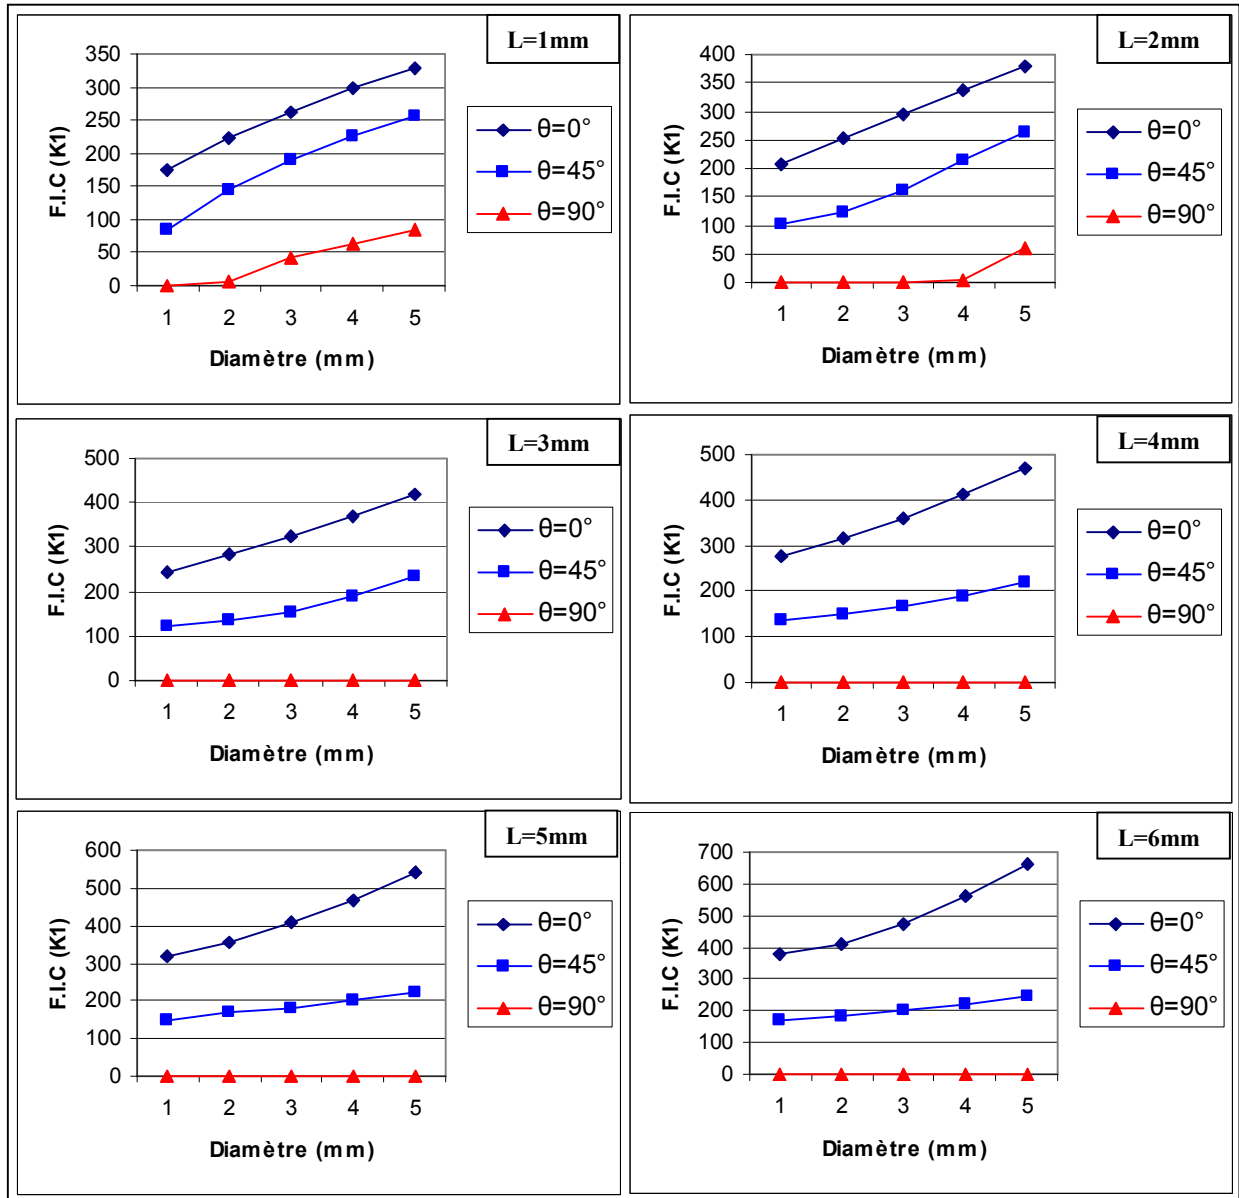 L=1mm
F.I.C (K1)
350
300
250
200
150
100
50
0
1 2 3 4 5
Diamètre (mm)
θ=0°
θ=45°
θ=90°
L=2mm
F.I.C (K1)
400
350
300
250
200
150
100
50
0
1 2 3 4 5
Diamètre (mm)
θ=0°
θ=45°
θ=90°
L=3mm
F.I.C (K1)
500
400
300
200
100
0
1 2 3 4 5
Diamètre (mm)
θ=0°
θ=45°
θ=90°
L=4mm
F.I.C (K1)
500
400
300
200
100
0
1 2 3 4 5
Diamètre (mm)
θ=0°
θ=45°
θ=90°
L=5mm
F.I.C (K1)
600
500
400
300
200
100
0
1 2 3 4 5
Diamètre (mm)
θ=0°
θ=45°
θ=90°
L=6mm
F.I.C (K1)
700
600
500
400
300
200
100
0
1 2 3 4 5
Diamètre (mm)
θ=0°
θ=45°
θ=90°